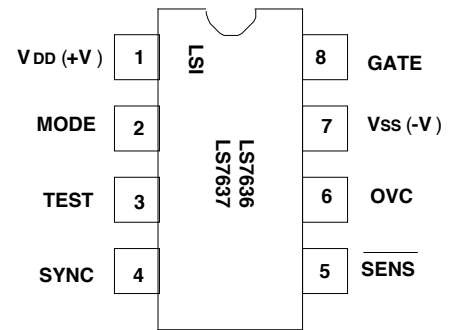 V DD (+V) 1 LSI 8 GATE
MODE 2 7 Vss (-V)
LS7636
LS7637
TEST 3 6 OVC
SYNC 4 5 SENS